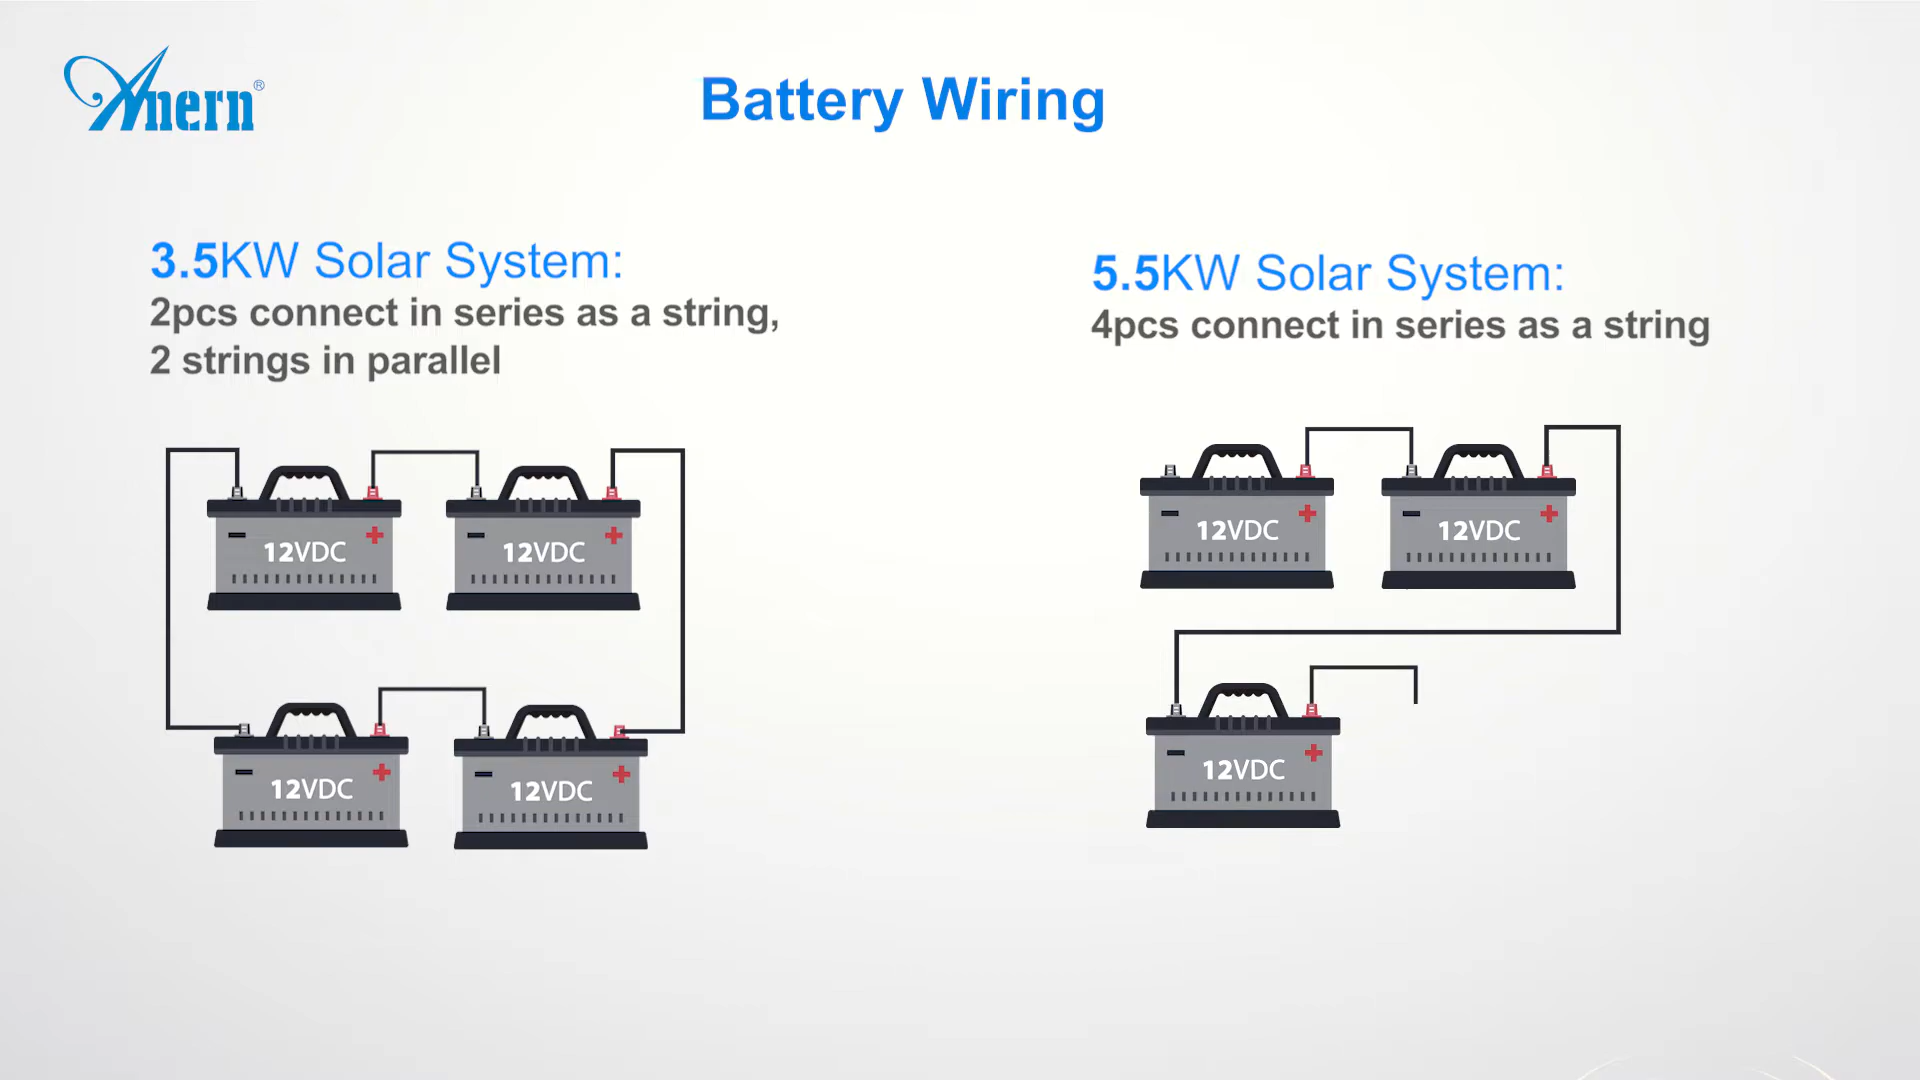 Anern®
Battery Wiring
3.5KW Solar System:
2pcs connect in series as a string,
2 strings in parallel
5.5KW Solar System:
4pcs connect in series as a string
12VDC
12VDC
12VDC
12VDC
12VDC
12VDC
12VDC